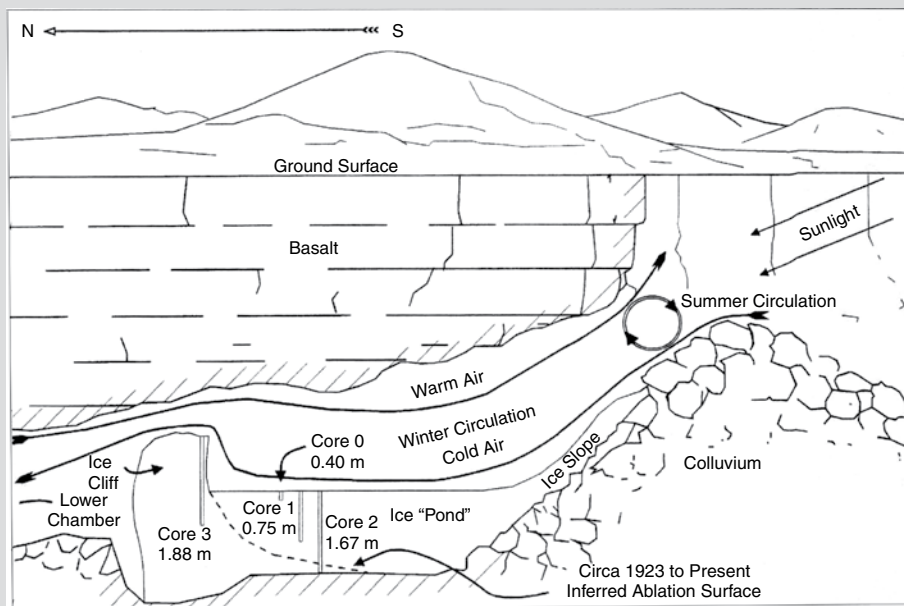 N S
Ground Surface
Basalt
Sunlight
Summer Circulation
Warm Air
Winter Circulation
Cold Air
Ice Slope
Colluvium
Core 0
0.40 m
Ice
Cliff
Lower
Chamber
Core 3
1.88 m
Core 1
0.75 m
Core 2
1.67 m
Ice “Pond”
Circa 1923 to Present
Inferred Ablation Surface